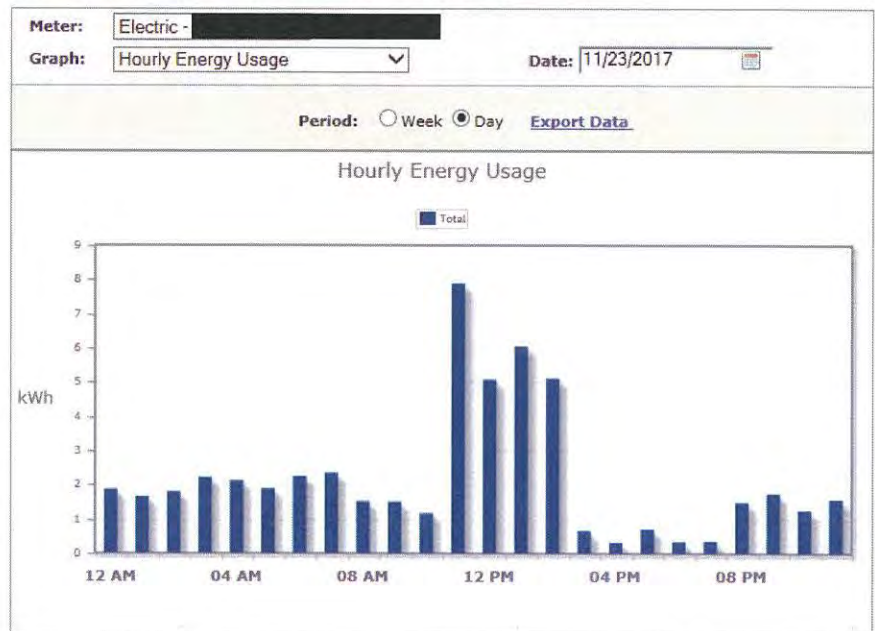 Meter: Electric -
Graph: Hourly Energy Usage Date: 11/23/2017
Period: Week Day Export Data
Hourly Energy Usage
Total
9
8
7
6
5
kWh
4
3
2
1
0
12 AM 04 AM 08 AM 12 PM 04 PM 08 PM